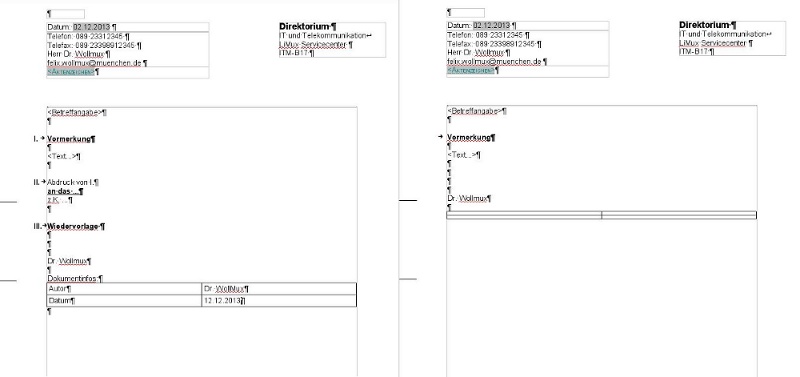 Datum: 02.12.2013
Telefon: 089-23312345
Telefax: 089-23398912345
Herr Dr. Wollmux
felix.wollmux@muenchen.de
<AKTENZEICHEN>
Direktorium
IT und Telekommunikation
LiMux Servicecenter
ITM-B17
<Betreffangabe>
I. Vormerkung
<Text...>
II. Abdruck von I.
an das ...
z.K. ...
III. Wiedervorlage
Dr. Wollmux
Dokumentinfos:
Autor Dr. WollMux
Datum 12.12.2013
Datum: 02.12.2013
Telefon: 089-23312345
Telefax: 089-23398912345
Herr Dr. Wollmux
felix.wollmux@muenchen.de
<AKTENZEICHEN>
Direktorium
IT und Telekommunikation
LiMux Servicecenter
ITM-B17
<Betreffangabe>
Vormerkung
<Text...>
Dr. Wollmux